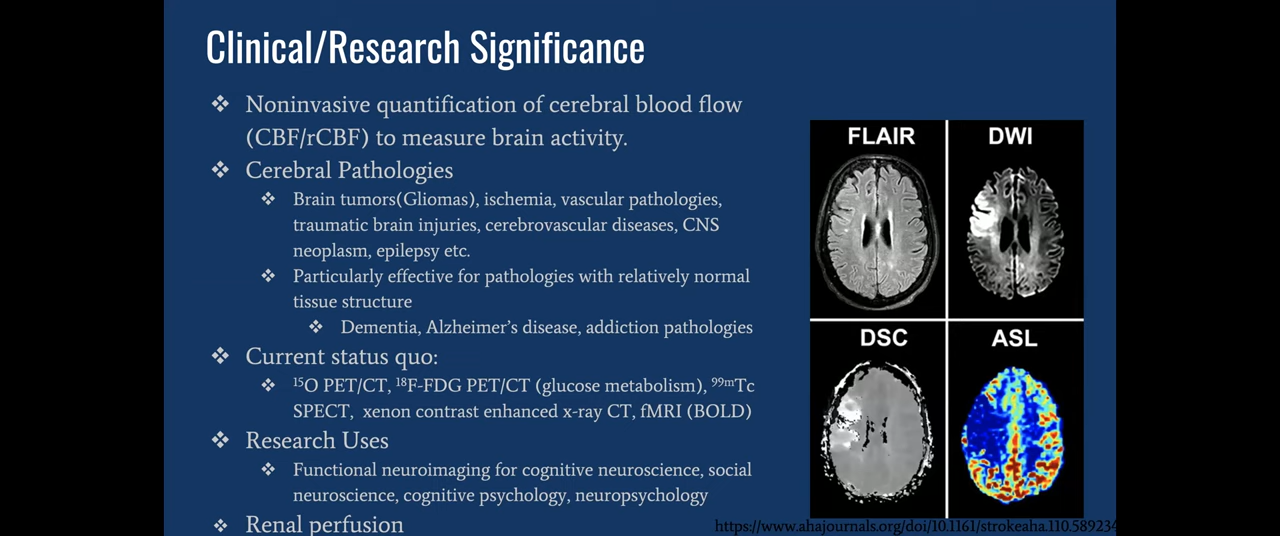 Clinical/Research Significance
❖ Noninvasive quantification of cerebral blood flow
(CBF/rCBF) to measure brain activity.
❖ Cerebral Pathologies
❖ Brain tumors(Gliomas), ischemia, vascular pathologies,
traumatic brain injuries, cerebrovascular diseases, CNS
neoplasm, epilepsy etc.
❖ Particularly effective for pathologies with relatively normal
tissue structure
❖ Dementia, Alzheimer’s disease, addiction pathologies
❖ Current status quo:
❖ ¹⁵O PET/CT, ¹⁸F-FDG PET/CT (glucose metabolism), ⁹⁹ᵐTc
SPECT, xenon contrast enhanced x-ray CT, fMRI (BOLD)
❖ Research Uses
❖ Functional neuroimaging for cognitive neuroscience, social
neuroscience, cognitive psychology, neuropsychology
❖ Renal perfusion
FLAIR
DWI
DSC
ASL
https://www.ahajournals.org/doi/10.1161/strokeaha.110.589234